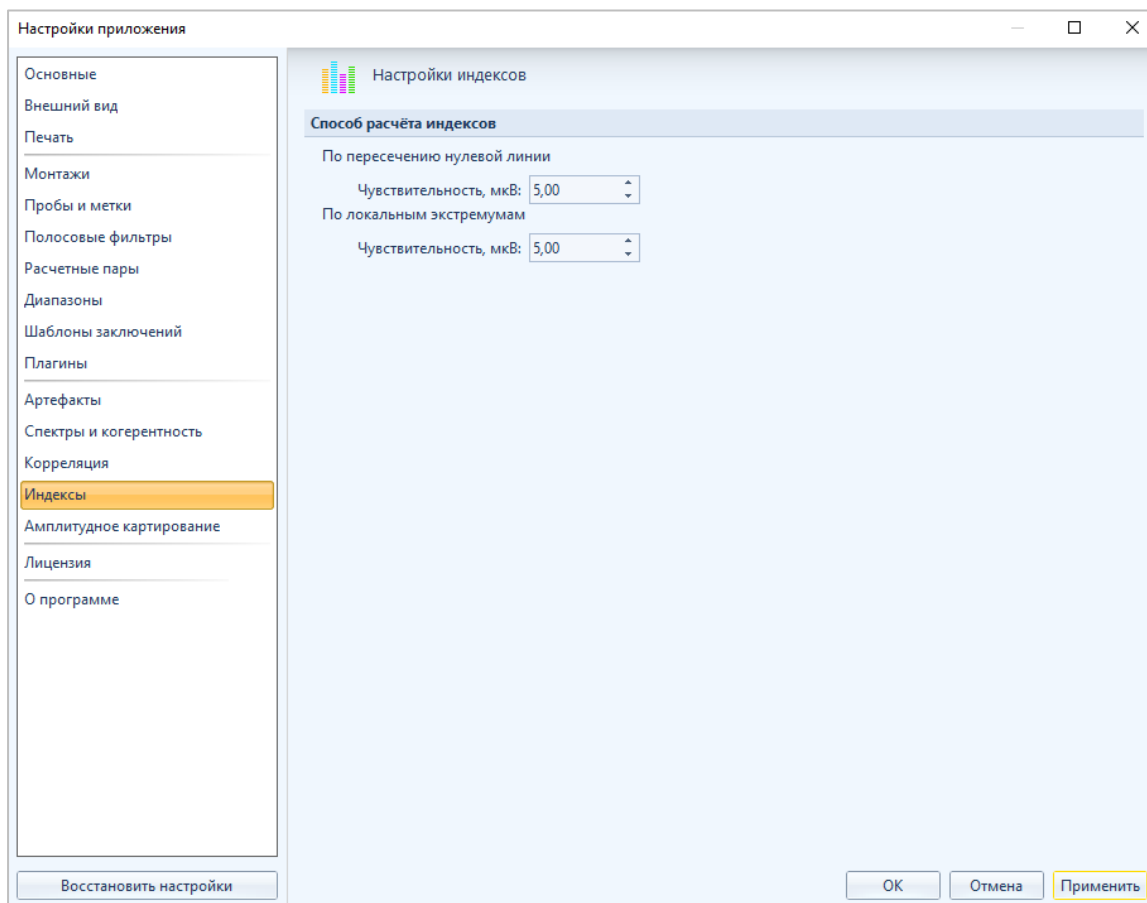 Настройки приложения
Основные
Внешний вид
Печать
Монтажи
Пробы и метки
Полосовые фильтры
Расчетные пары
Диапазоны
Шаблоны заключений
Плагины
Артефакты
Спектры и когерентность
Корреляция
Индексы
Амплитудное картирование
Лицензия
О программе
Восстановить настройки
Настройки индексов
Способ расчёта индексов
По пересечению нулевой линии
Чувствительность, мкВ: 5,00
По локальным экстремумам
Чувствительность, мкВ: 5,00
ОК Отмена Применить